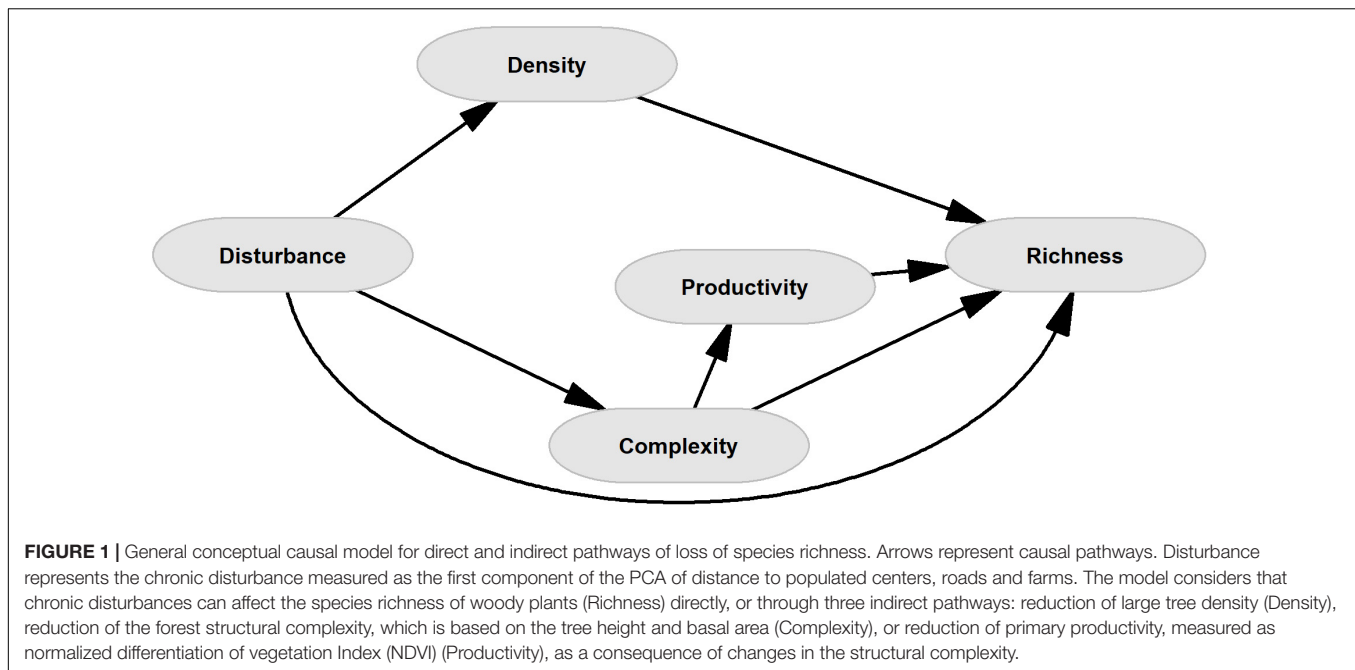 Density
Disturbance
Richness
Productivity
Complexity
FIGURE 1 | General conceptual causal model for direct and indirect pathways of loss of species richness. Arrows represent causal pathways. Disturbance
represents the chronic disturbance measured as the first component of the PCA of distance to populated centers, roads and farms. The model considers that
chronic disturbances can affect the species richness of woody plants (Richness) directly, or through three indirect pathways: reduction of large tree density (Density),
reduction of the forest structural complexity, which is based on the tree height and basal area (Complexity), or reduction of primary productivity, measured as
normalized differentiation of vegetation Index (NDVI) (Productivity), as a consequence of changes in the structural complexity.